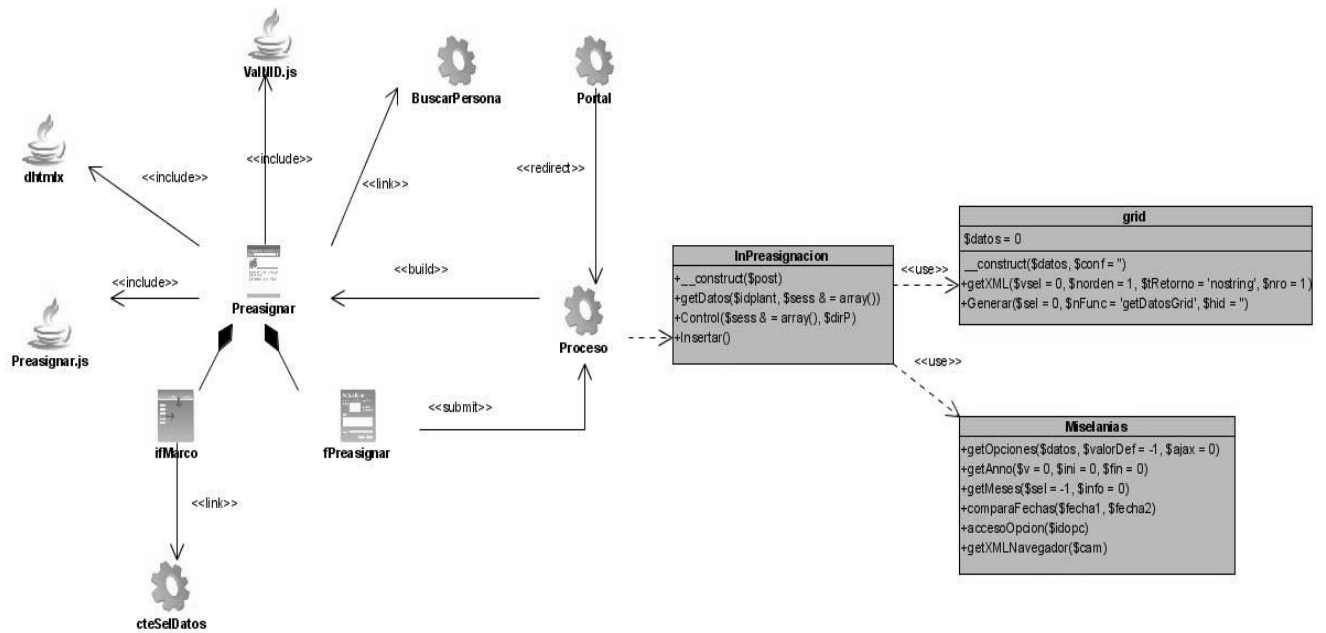 ValUID.js
BuscarPersona
Portal
dhtmlx
<<include>>
<<include>>
<<link>>
<<redirect>>
<<include>>
Preasignar
<<build>>
Preasignar.js
Proceso
InPreasignacion
+__construct($post)
+getDatos($idplant, $sess & = array())
+Control($sess & = array(), $dirP)
+Insertar()
<<use>>
grid
$datos = 0
__construct($datos, $conf = '')
+getXML($vsel = 0, $norden = 1, $tRetorno = 'nostring', $nro = 1)
+Generar($sel = 0, $nFunc = 'getDatosGrid', $hid = '')
<<use>>
<<submit>>
ifMarco
fPreasignar
<<link>>
cteSelDatos
Miselanias
+getOpciones($datos, $valorDef = -1, $ajax = 0)
+getAnno($v = 0, $ini = 0, $fin = 0)
+getMeses($sel = -1, $info = 0)
+comparaFechas($fecha1, $fecha2)
+accesoOpcion($idopc)
+getXMLNavegador($cam)